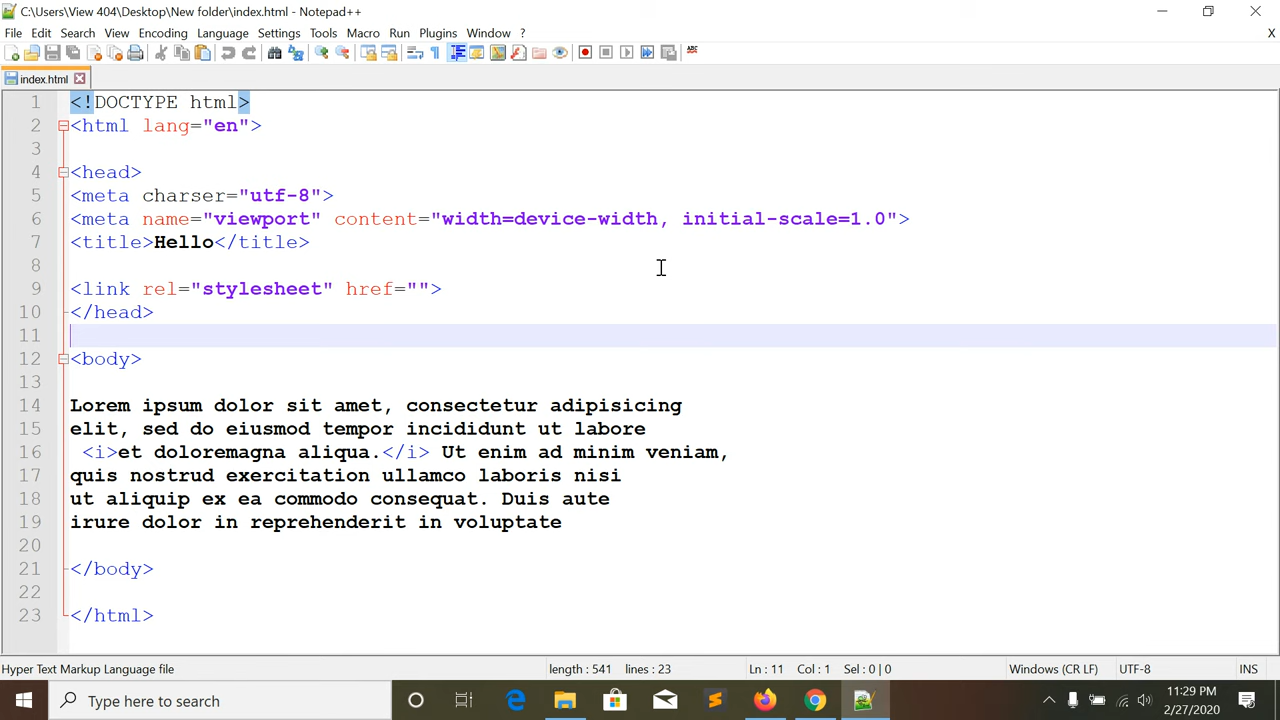 C:\Users\View 404\Desktop\New folder\index.html - Notepad++
File Edit Search View Encoding Language Settings Tools Macro Run Plugins Window ? X
ABC
index.html
1 <!DOCTYPE html>
2 <html lang="en">
3
4 <head>
5 <meta charser="utf-8">
6 <meta name="viewport" content="width=device-width, initial-scale=1.0">
7 <title>Hello</title>
8
9 <link rel="stylesheet" href="">
10 </head>
11
12 <body>
13
14 Lorem ipsum dolor sit amet, consectetur adipisicing
15 elit, sed do eiusmod tempor incididunt ut labore
16 <i>et doloremagna aliqua.</i> Ut enim ad minim veniam,
17 quis nostrud exercitation ullamco laboris nisi
18 ut aliquip ex ea commodo consequat. Duis aute
19 irure dolor in reprehenderit in voluptate
20
21 </body>
22
23 </html>
Hyper Text Markup Language file length : 541 lines : 23 Ln : 11 Col : 1 Sel : 0 | 0 Windows (CR LF) UTF-8 INS
Type here to search
11:29 PM
2/27/2020